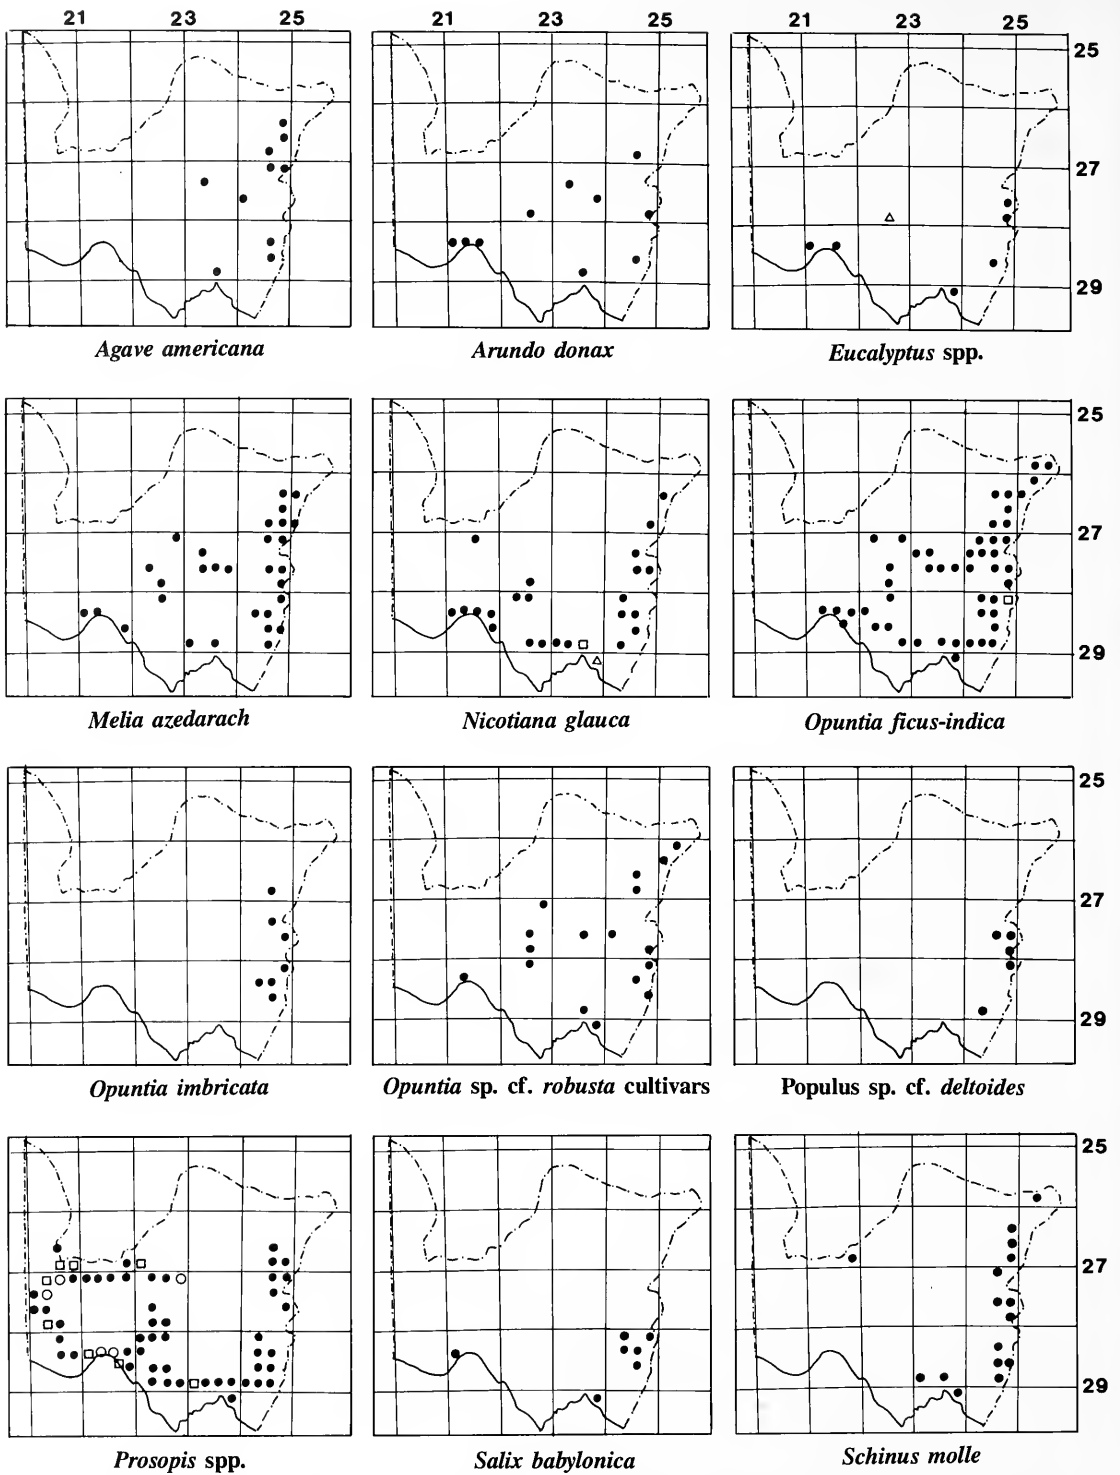 21 23 25 21 23 25 21 23 25
25
27
29
Agave americana Arundo donax Eucalyptus spp.
25
27
29
Melia azedarach Nicotiana glauca Opuntia ficus-indica
25
27
29
Opuntia imbricata Opuntia sp. cf. robusta cultivars Populus sp. cf. deltoides
25
27
29
Prosopis spp. Salix babylonica Schinus molle